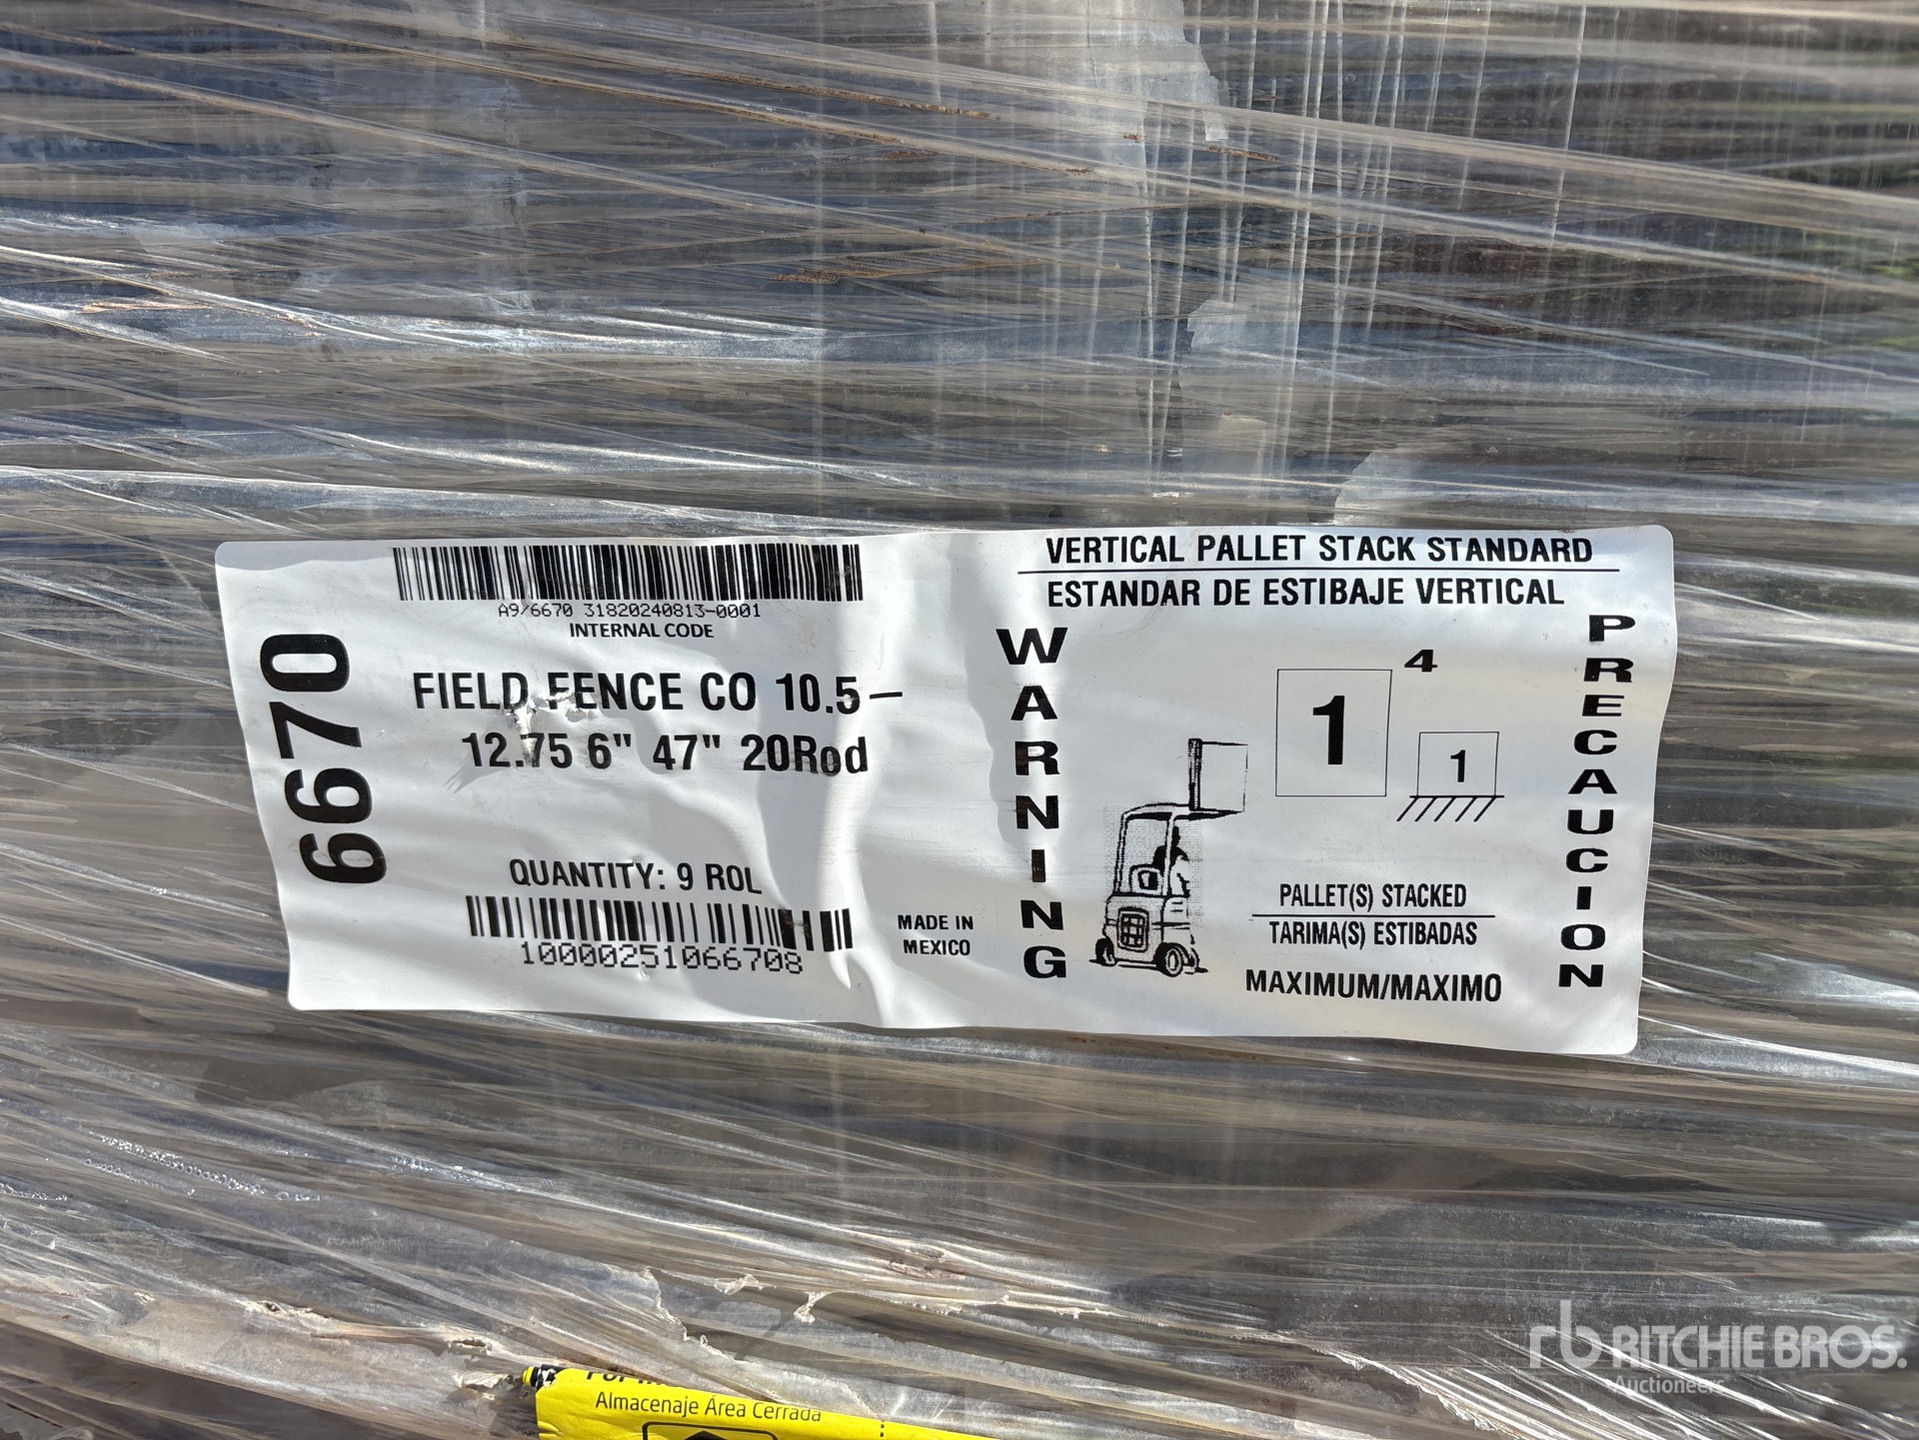 6670
A9/6670 31820240813-0001
INTERNAL CODE
FIELD FENCE CO 10.5-
12.75 6" 47" 20Rod
QUANTITY: 9 ROL
10000251066708
MADE IN
MEXICO
VERTICAL PALLET STACK STANDARD
ESTANDAR DE ESTIBAJE VERTICAL
WARNING
4
1
1
PALLET(S) STACKED
TARIMA(S) ESTIBADAS
MAXIMUM/MAXIMO
PRECAUCION
Almacenaje Área Cerrada
rb RITCHIE BROS.
Auctioneers